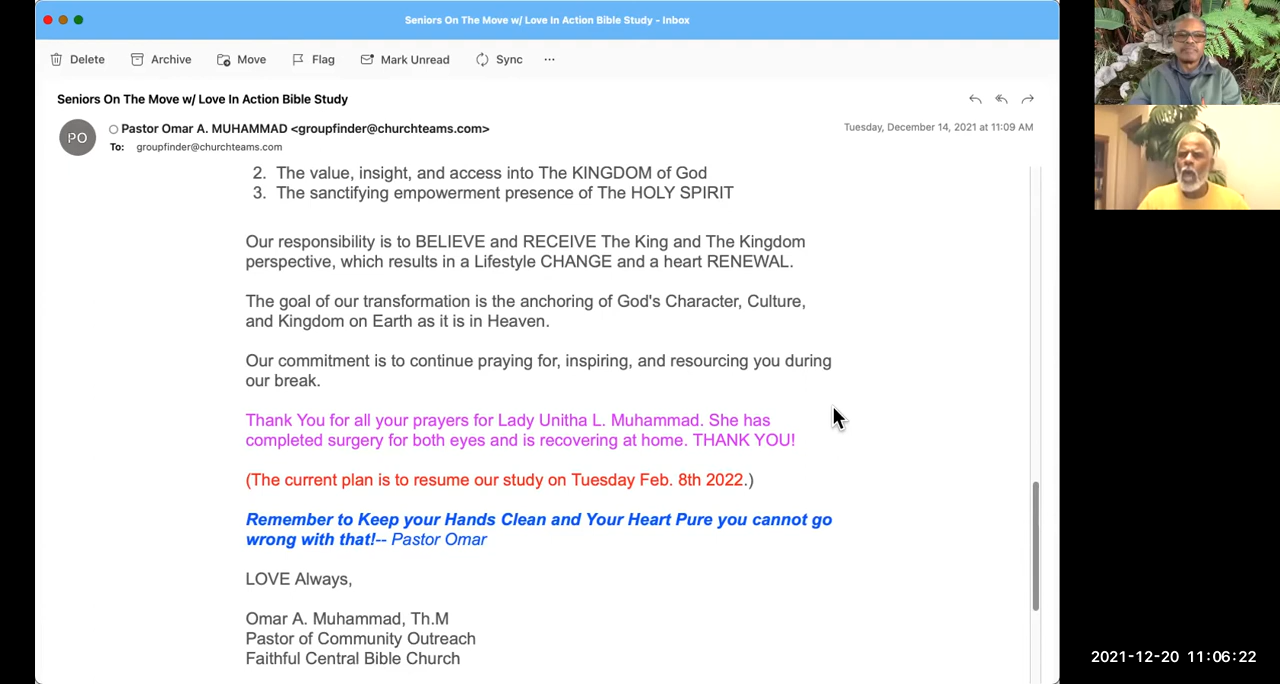 Seniors On The Move w/ Love In Action Bible Study - Inbox
Delete Archive Move Flag Mark Unread Sync ...
Seniors On The Move w/ Love In Action Bible Study
PO
Pastor Omar A. MUHAMMAD <groupfinder@churchteams.com>
Tuesday, December 14, 2021 at 11:09 AM
To: groupfinder@churchteams.com
2. The value, insight, and access into The KINGDOM of God
3. The sanctifying empowerment presence of The HOLY SPIRIT
Our responsibility is to BELIEVE and RECEIVE The King and The Kingdom
perspective, which results in a Lifestyle CHANGE and a heart RENEWAL.
The goal of our transformation is the anchoring of God's Character, Culture,
and Kingdom on Earth as it is in Heaven.
Our commitment is to continue praying for, inspiring, and resourcing you during
our break.
Thank You for all your prayers for Lady Unitha L. Muhammad. She has
completed surgery for both eyes and is recovering at home. THANK YOU!
(The current plan is to resume our study on Tuesday Feb. 8th 2022.)
Remember to Keep your Hands Clean and Your Heart Pure you cannot go
wrong with that!-- Pastor Omar
LOVE Always,
Omar A. Muhammad, Th.M
Pastor of Community Outreach
Faithful Central Bible Church
2021-12-20 11:06:22